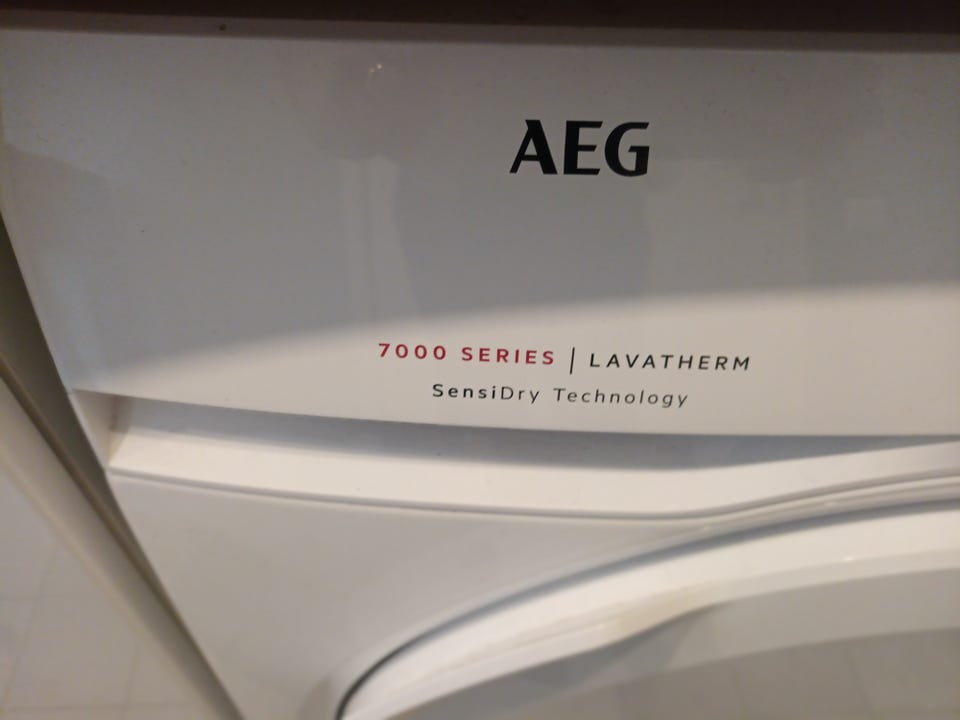 AEG
7000 SERIES | LAVATHERM
SensiDry Technology